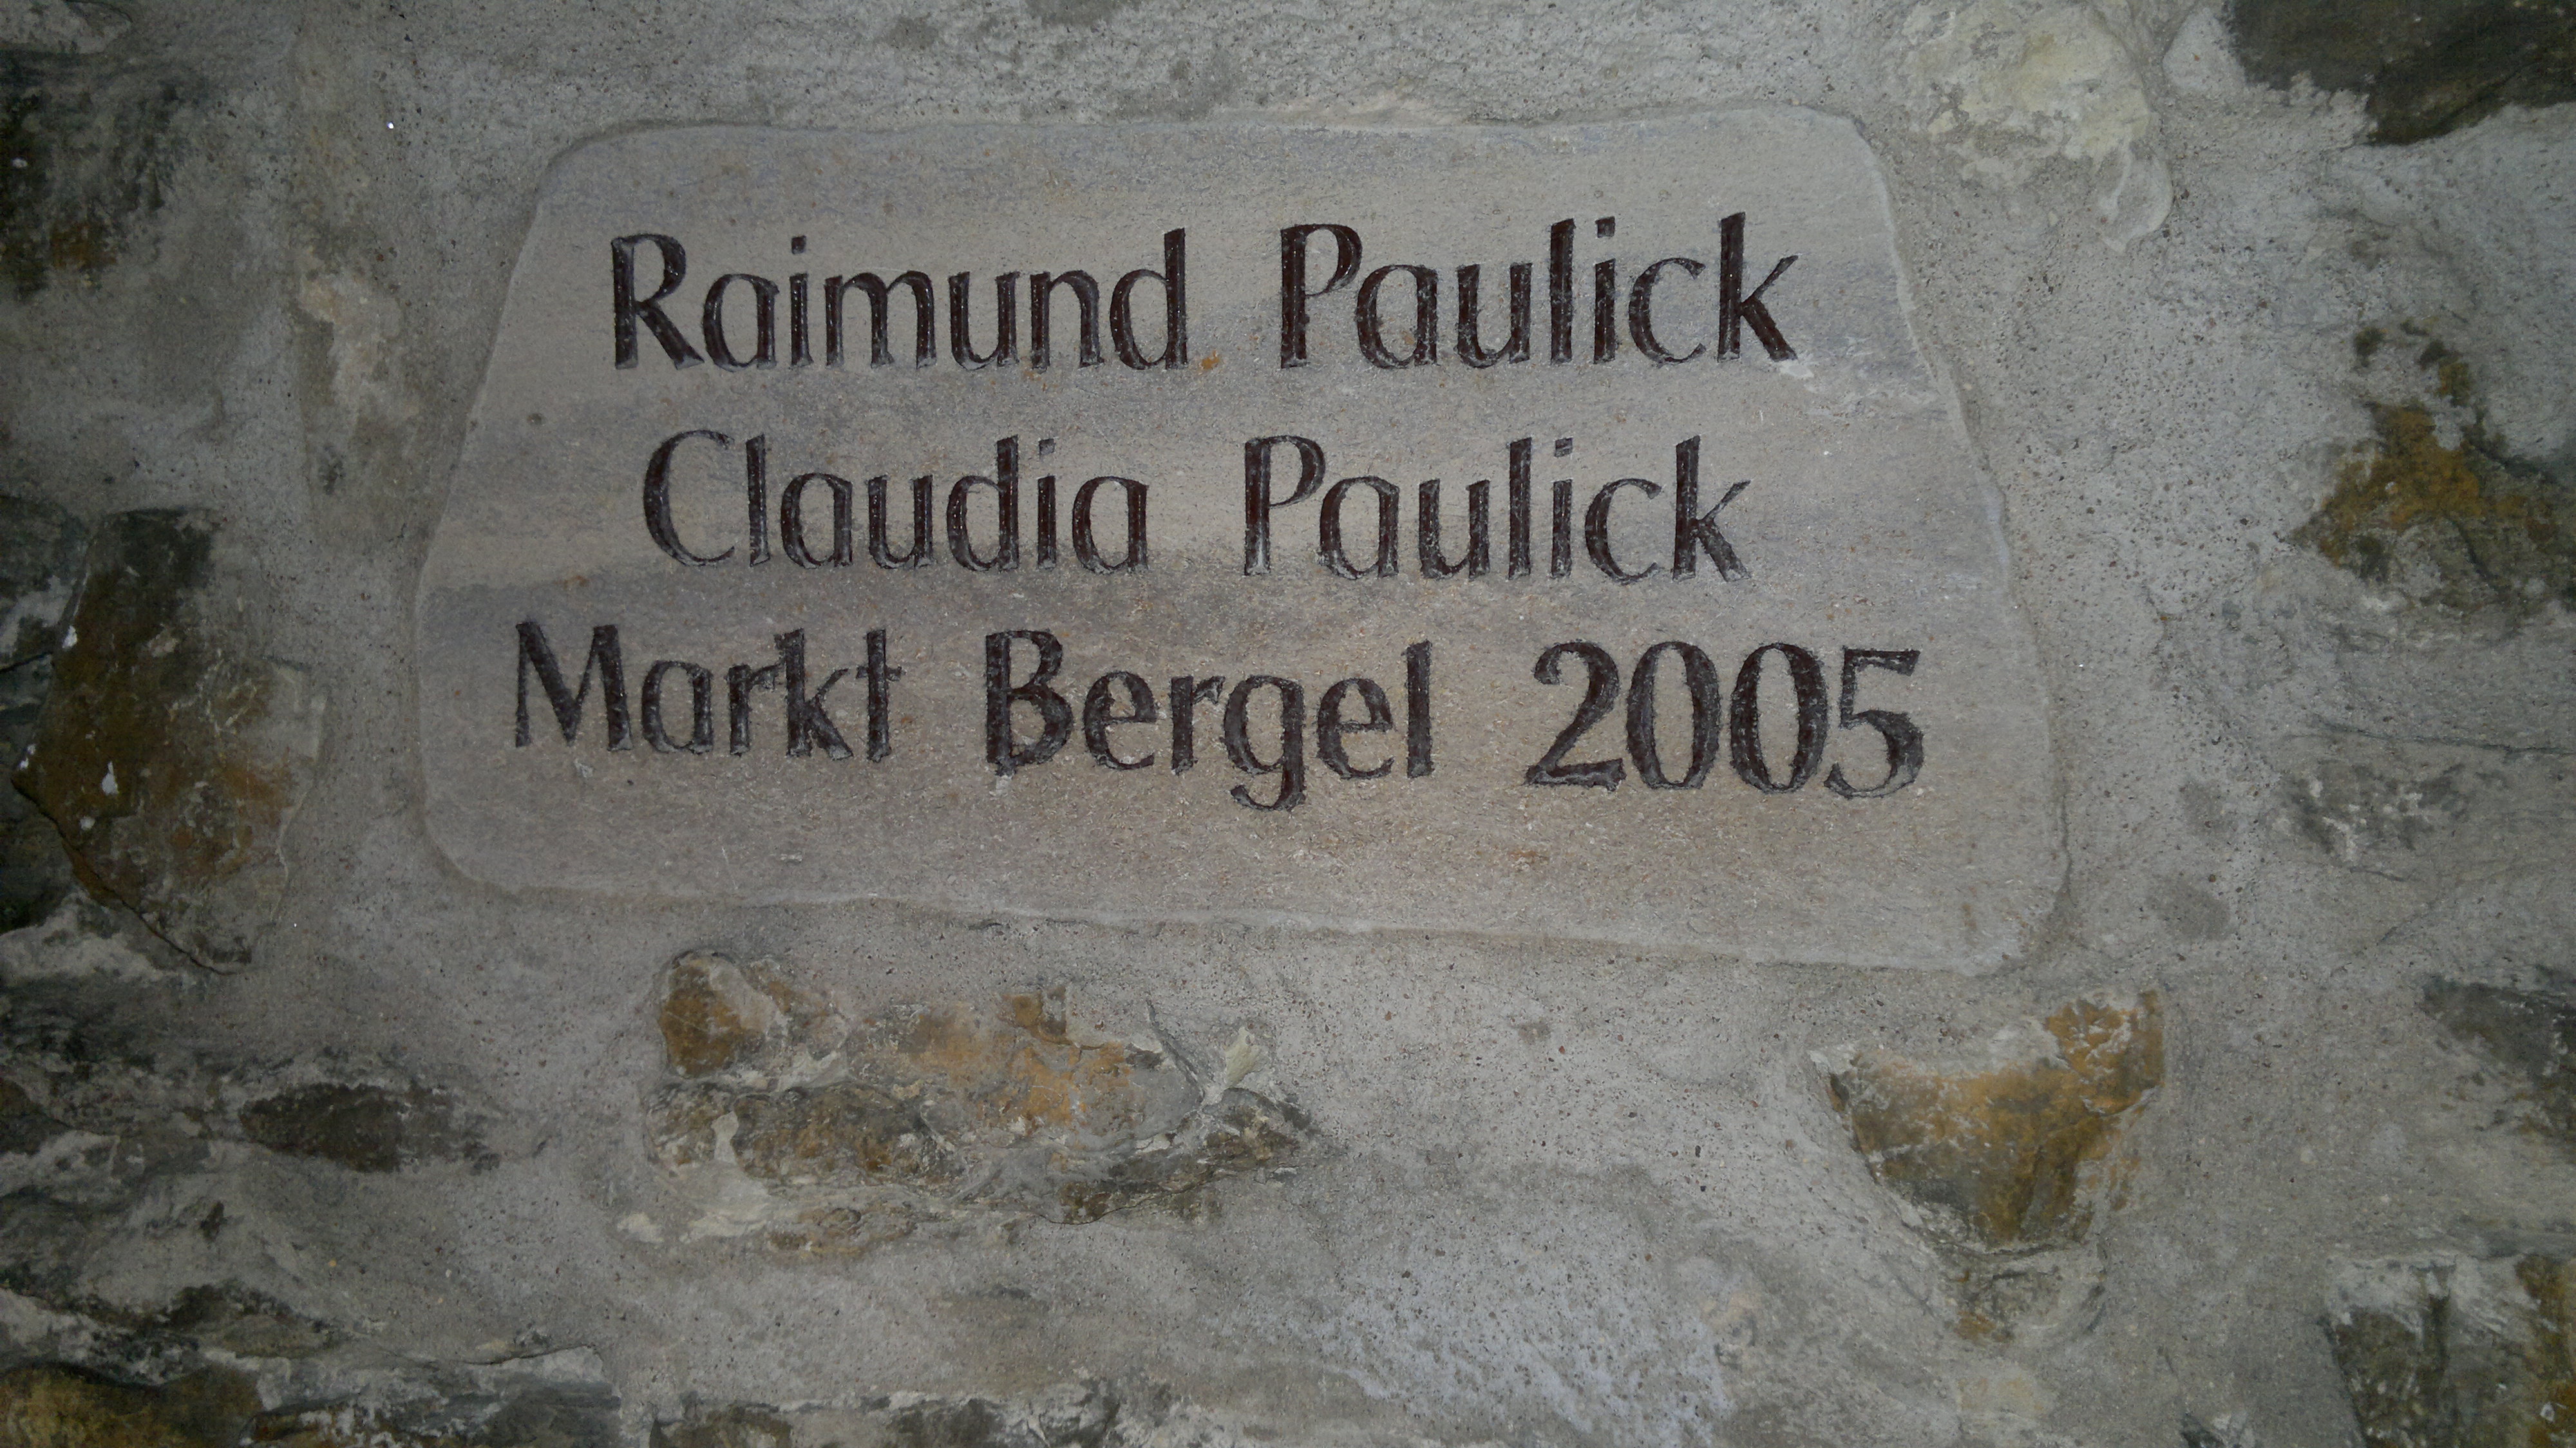 Raimund Paulick
Claudia Paulick
Markt Bergel 2005